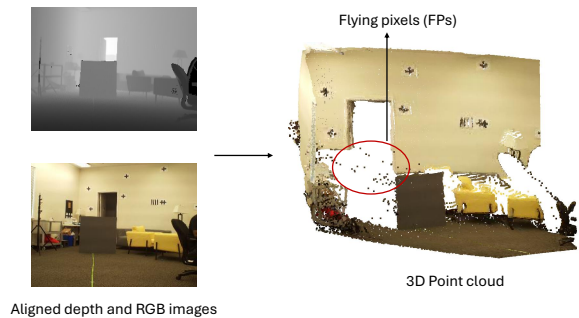 Flying pixels (FPs)
3D Point cloud
Aligned depth and RGB images